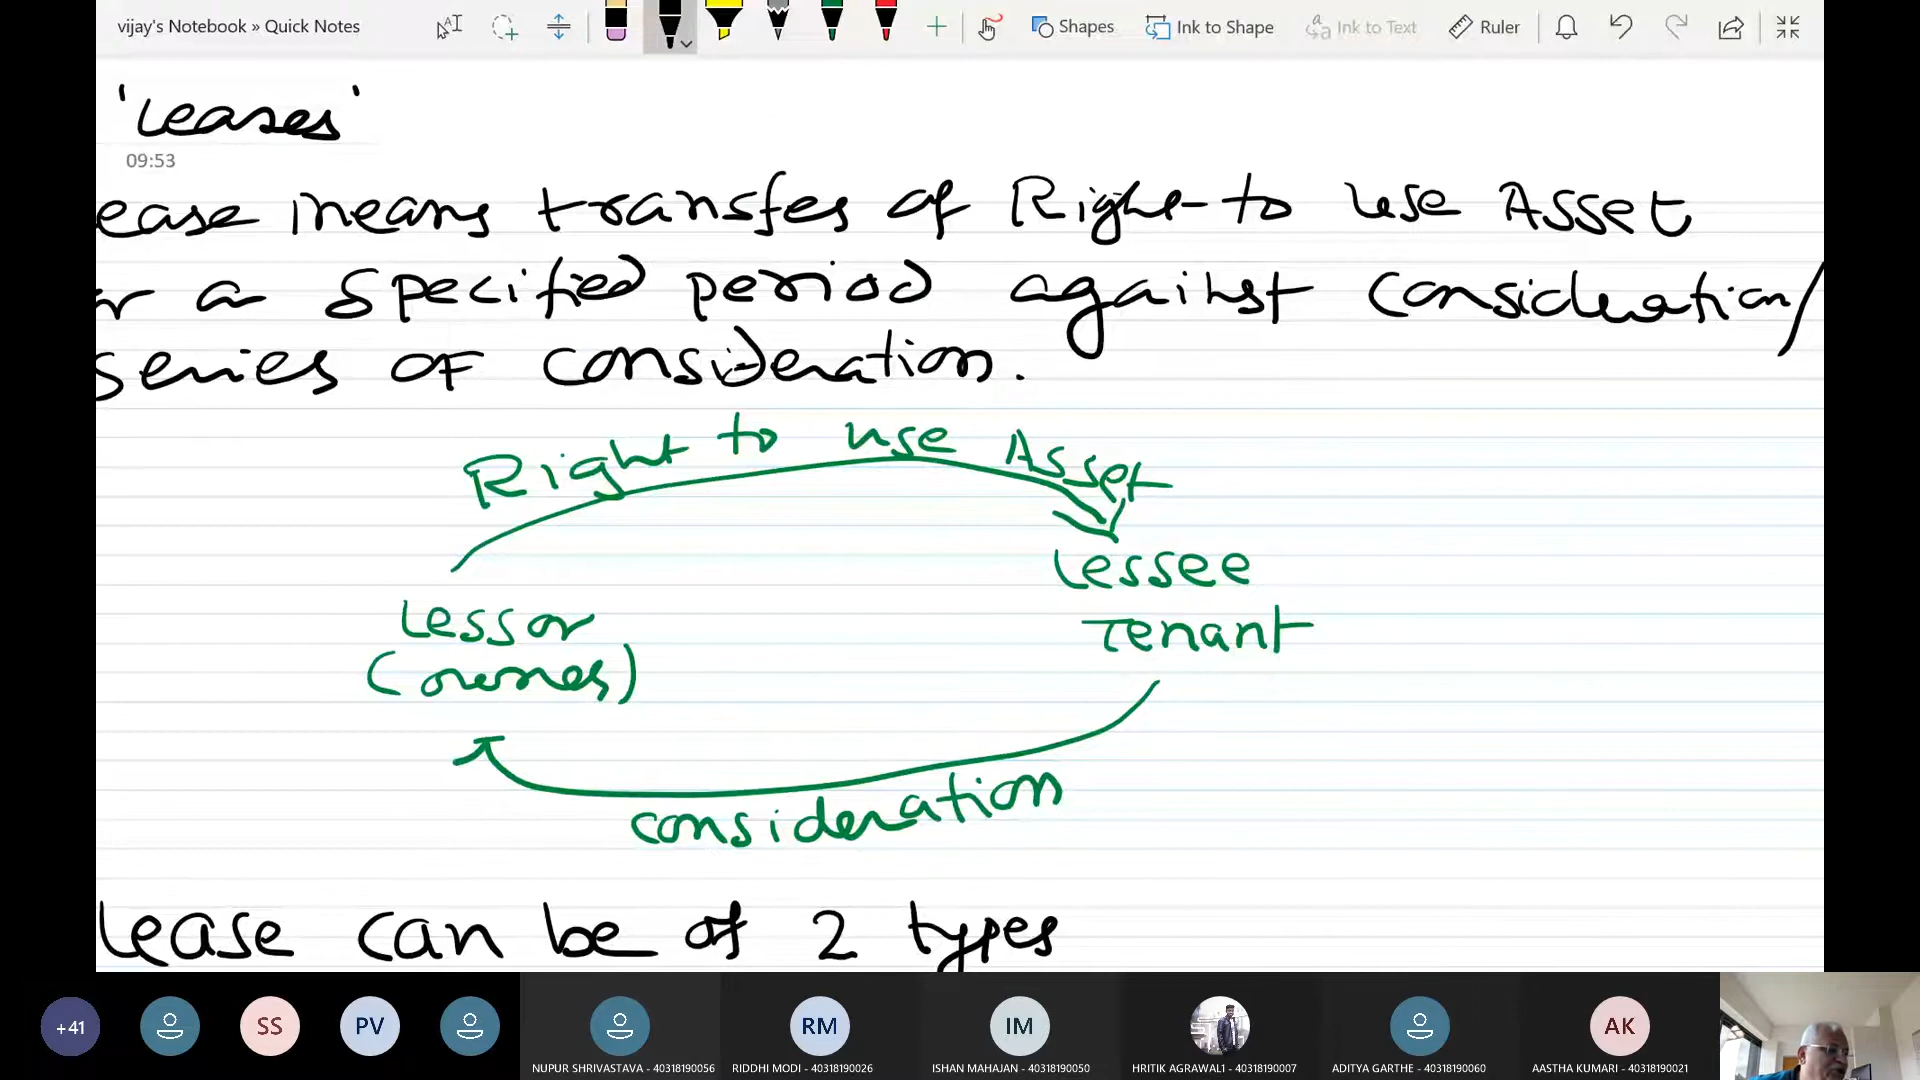 vijay's Notebook » Quick Notes
Shapes
Ink to Shape
Ink to Text
Ruler
'Leases'
09:53
ease means transfer of Right to use Asset
or a specified period against consideration/
series of consideration.
Right to use Asset
Lessee
Tenant
Lessor
(owner)
consideration
Lease can be of 2 types
+41
SS
PV
RM
IM
AK
NUPUR SHRIVASTAVA - 40318190056
RIDDHI MODI - 40318190026
ISHAN MAHAJAN - 40318190050
HRITIK AGRAWAL1 - 40318190007
ADITYA GARTHE - 40318190060
AASTHA KUMARI - 40318190021